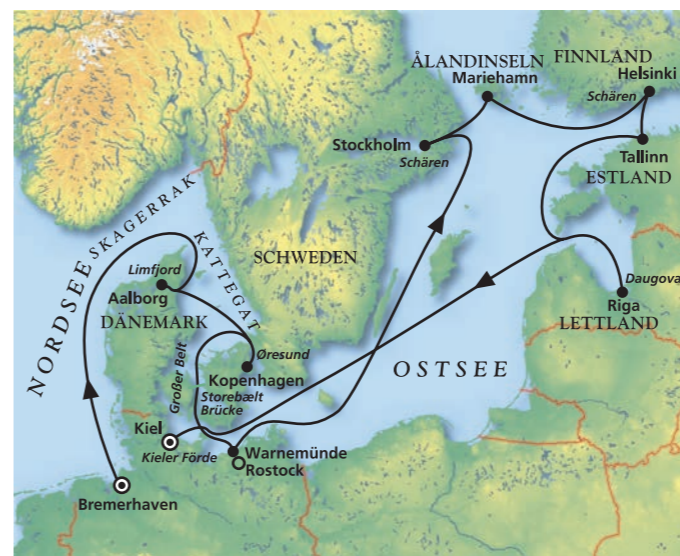 ÅLANDINSELN
FINNLAND
Mariehamn
Helsinki
Schären
Stockholm
Schären
Tallinn
ESTLAND
NORDSEE
SKAGERRAK
KATTEGAT
SCHWEDEN
Limfjord
Aalborg
DÄNEMARK
Daugova
Riga
LETTLAND
Øresund
Kopenhagen
Großer Belt
Storebælt
Brücke
OSTSEE
Kiel
Kieler Förde
Warnemünde
Rostock
Bremerhaven